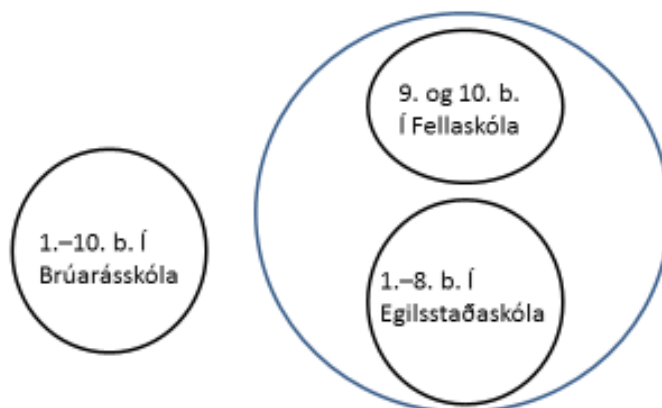 9. og 10. b.
Í Fellaskóla
1.–10. b. Í
Brúarásskóla
1.–8. b. Í
Egilsstaðaskóla